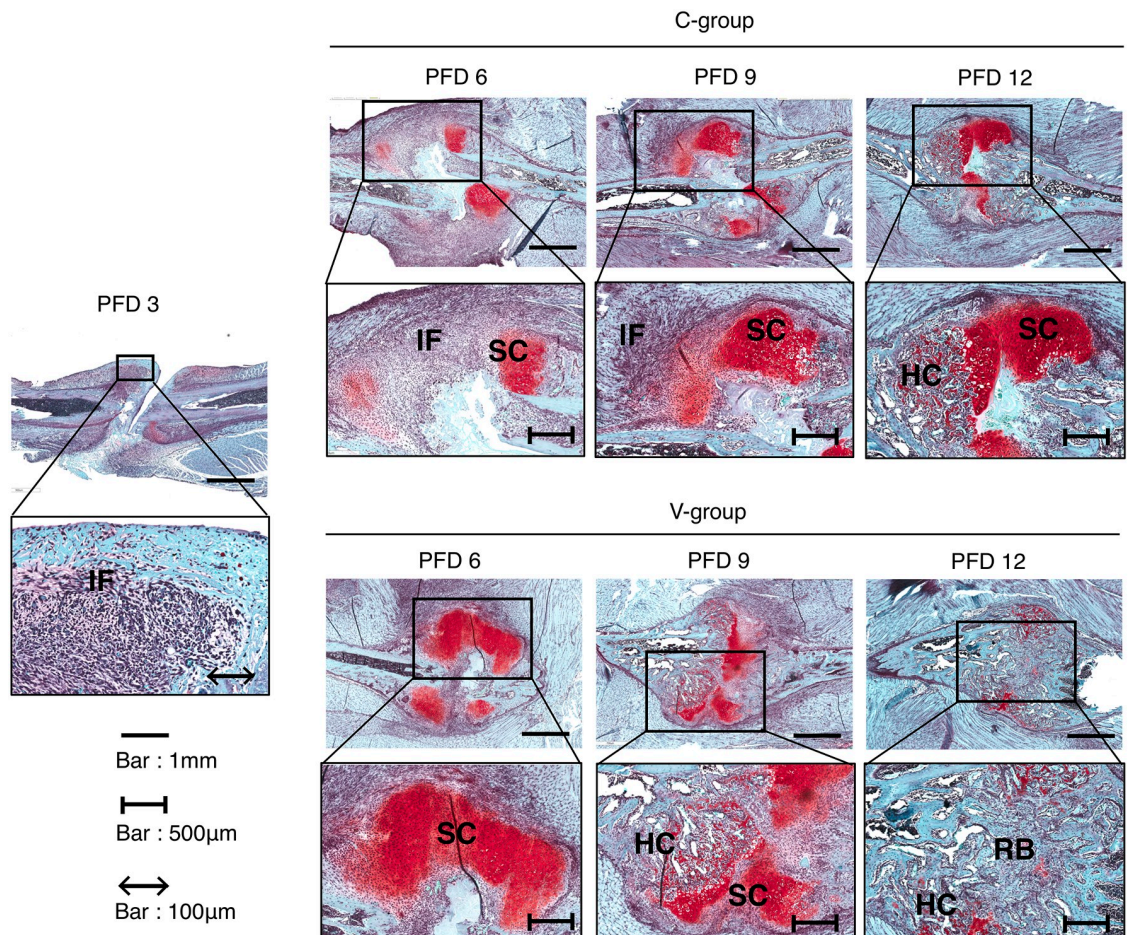 C-group
PFD 6
PFD 9
PFD 12
IF
SC
IF
SC
HC
SC
PFD 3
IF
Bar : 1mm
Bar : 500μm
Bar : 100μm
V-group
PFD 6
PFD 9
PFD 12
SC
HC
SC
RB
HC